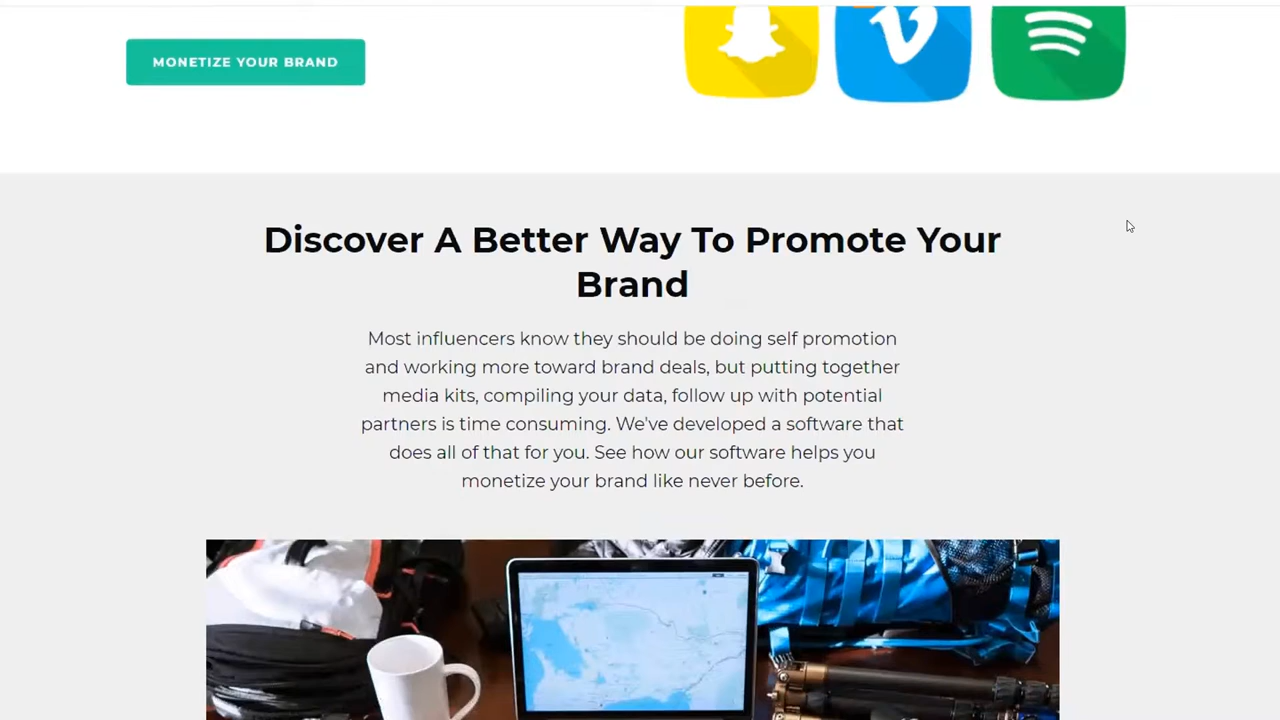 MONETIZE YOUR BRAND
Discover A Better Way To Promote Your
Brand
Most influencers know they should be doing self promotion
and working more toward brand deals, but putting together
media kits, compiling your data, follow up with potential
partners is time consuming. We've developed a software that
does all of that for you. See how our software helps you
monetize your brand like never before.